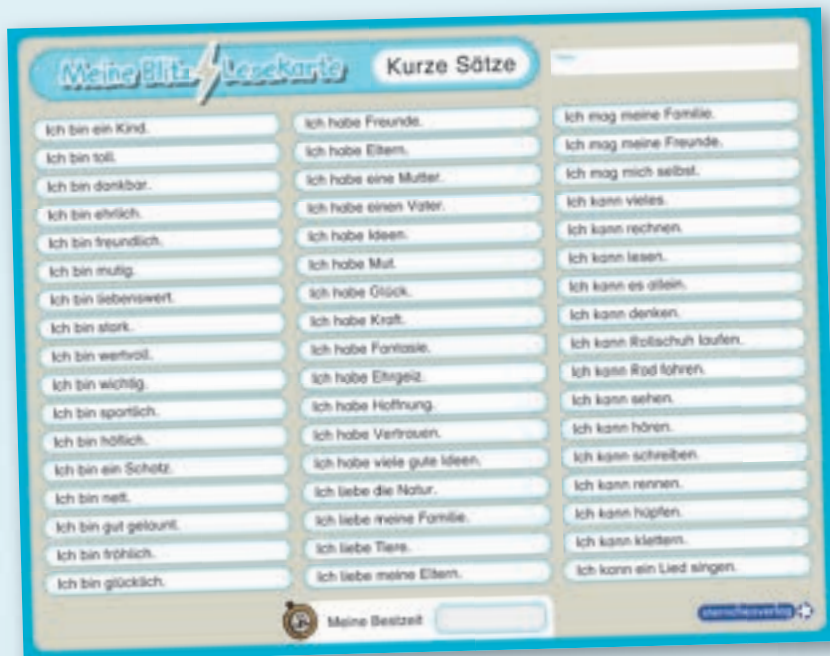 Meine Blitz Lesekarte
Kurze Sätze
Ich bin ein Kind.
Ich bin toll.
Ich bin dankbar.
Ich bin ehrlich.
Ich bin freundlich.
Ich bin mutig.
Ich bin liebenswert.
Ich bin stark.
Ich bin wertvoll.
Ich bin wichtig.
Ich bin sportlich.
Ich bin höflich.
Ich bin ein Schatz.
Ich bin nett.
Ich bin gut gelaunt.
Ich bin fröhlich.
Ich bin glücklich.
Ich habe Freunde.
Ich habe Eltern.
Ich habe eine Mutter.
Ich habe einen Vater.
Ich habe Ideen.
Ich habe Mut.
Ich habe Glück.
Ich habe Kraft.
Ich habe Fantasie.
Ich habe Ehrgeiz.
Ich habe Hoffnung.
Ich habe Vertrauen.
Ich habe viele gute Ideen.
Ich liebe die Natur.
Ich liebe meine Familie.
Ich liebe Tiere.
Ich liebe meine Eltern.
Ich mag meine Familie.
Ich mag meine Freunde.
Ich mag mich selbst.
Ich kann vieles.
Ich kann rechnen.
Ich kann lesen.
Ich kann es allein.
Ich kann denken.
Ich kann Rollschuh laufen.
Ich kann Rad fahren.
Ich kann sehen.
Ich kann hören.
Ich kann schreiben.
Ich kann rennen.
Ich kann hüpfen.
Ich kann klettern.
Ich kann ein Lied singen.
Meine Bestzeit
sternchenverlag